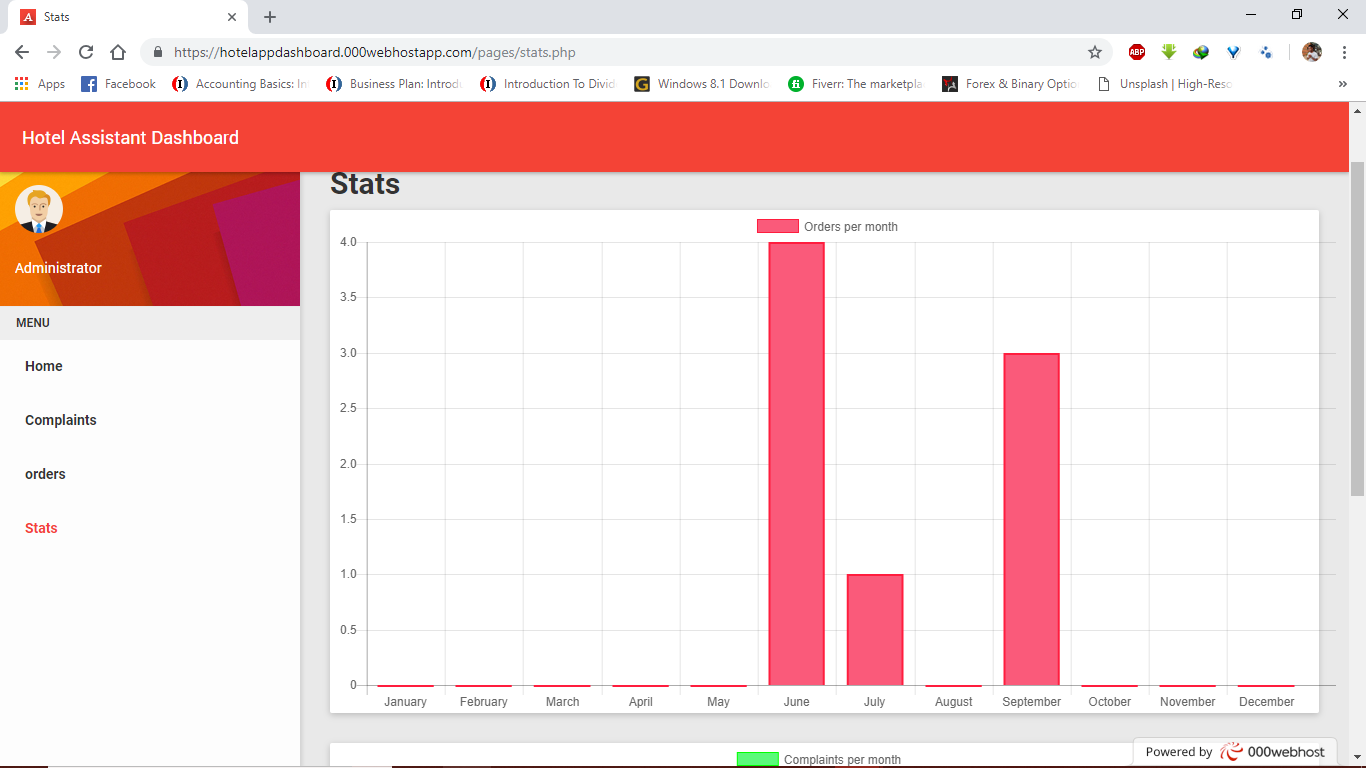 Stats
https://hotelappdashboard.000webhostapp.com/pages/stats.php
ABP
Apps Facebook Accounting Basics: In Business Plan: Introdu Introduction To Divid Windows 8.1 Downlo Fiverr: The marketpla Forex & Binary Optio Unsplash | High-Reso
Hotel Assistant Dashboard
Administrator
MENU
Home
Complaints
orders
Stats
Stats
Orders per month
4.0
3.5
3.0
2.5
2.0
1.5
1.0
0.5
0
January February March April May June July August September October November December
Complaints per month
Powered by 000webhost